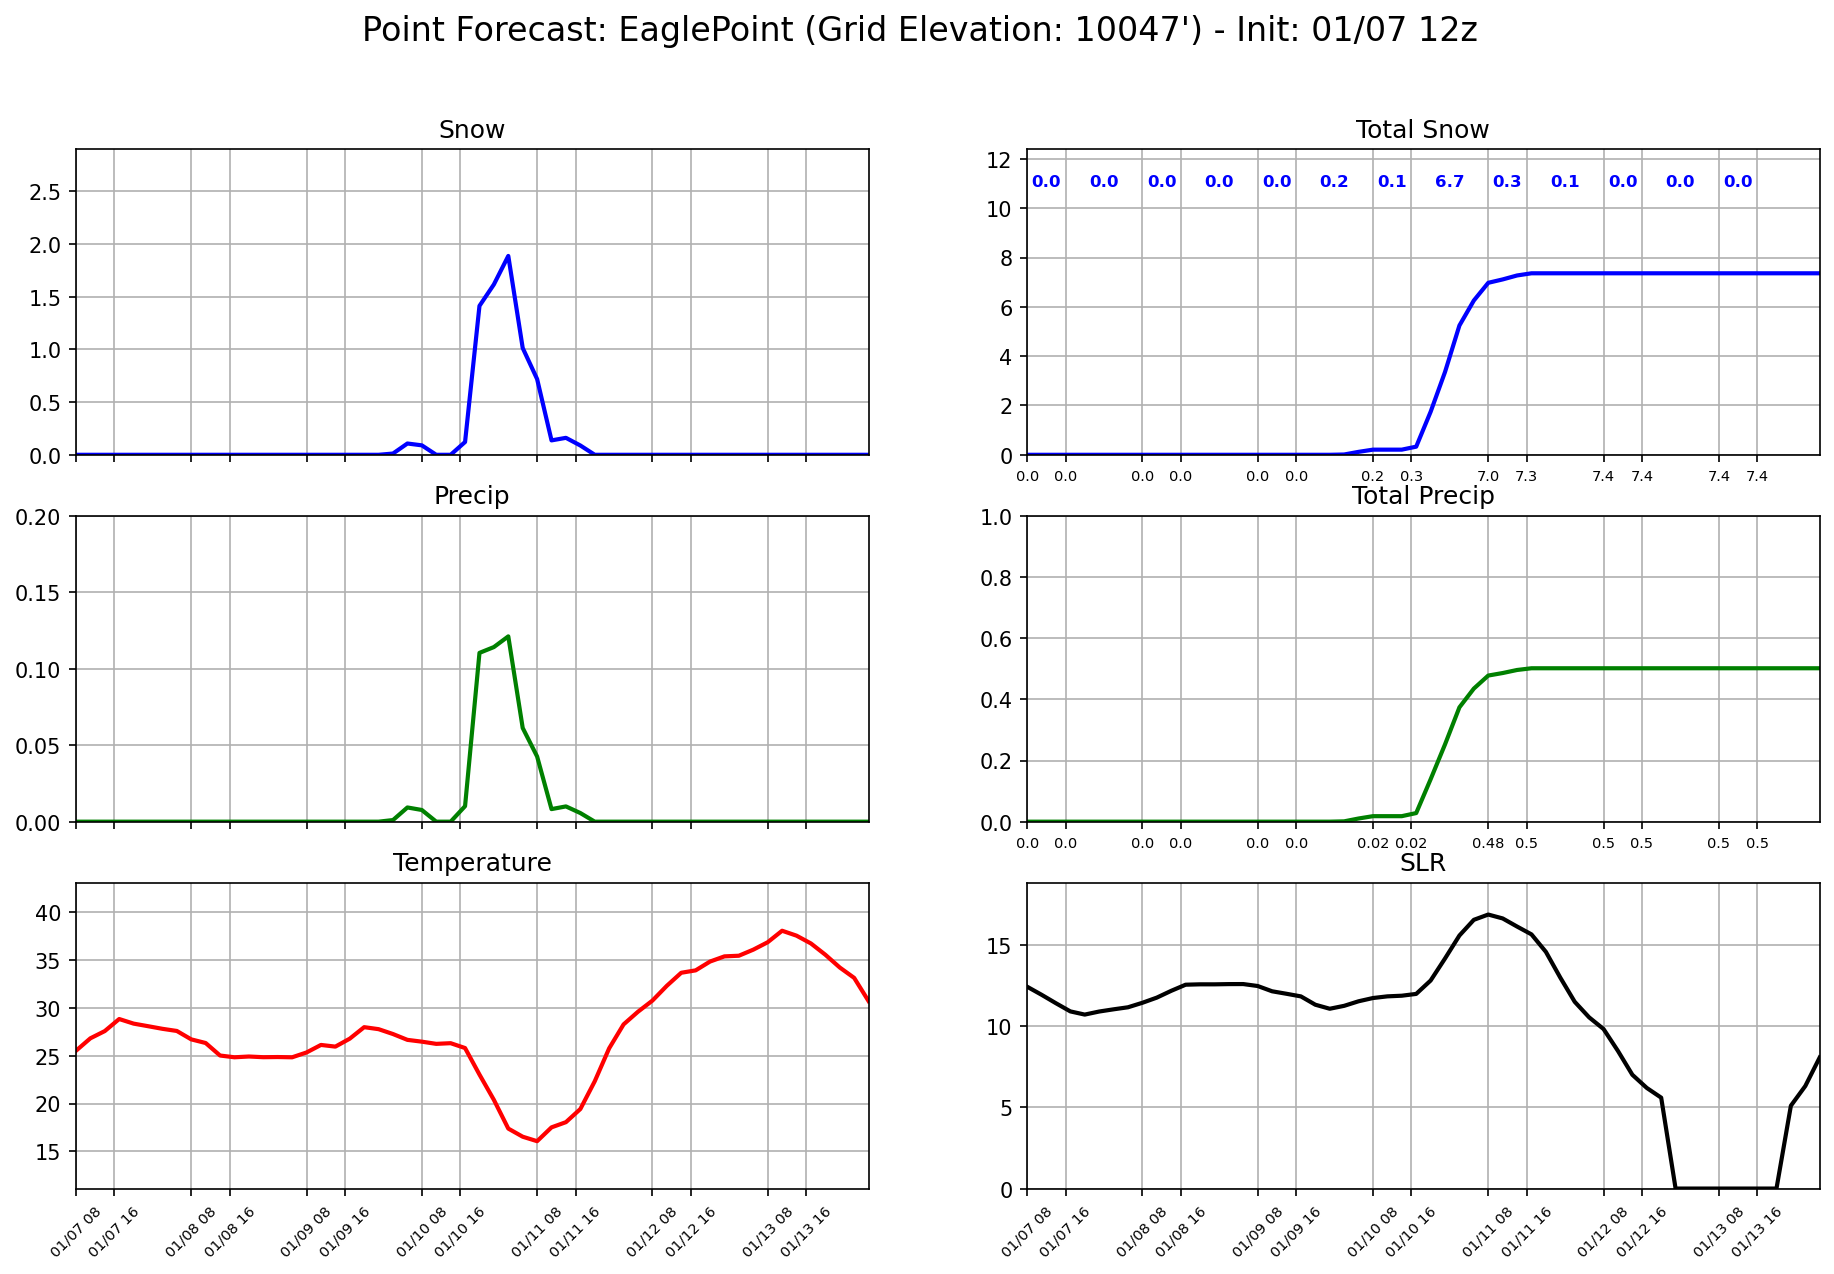 Point Forecast: EaglePoint (Grid Elevation: 10047') - Init: 01/07 12z
Snow
2.5
2.0
1.5
1.0
0.5
0.0
Total Snow
12
10
8
6
4
2
0
0.0 0.0 0.0 0.0 0.0 0.2 0.1 6.7 0.3 0.1 0.0 0.0 0.0
0.0 0.0 0.0 0.0 0.0 0.0 0.2 0.3 7.0 7.3 7.4 7.4 7.4 7.4
Precip
0.20
0.15
0.10
0.05
0.00
Total Precip
1.0
0.8
0.6
0.4
0.2
0.0
0.0 0.0 0.0 0.0 0.0 0.0 0.02 0.02 0.48 0.5 0.5 0.5 0.5 0.5
Temperature
40
35
30
25
20
15
01/07 08 01/07 16 01/08 08 01/08 16 01/09 08 01/09 16 01/10 08 01/10 16 01/11 08 01/11 16 01/12 08 01/12 16 01/13 08 01/13 16
SLR
15
10
5
0
01/07 08 01/07 16 01/08 08 01/08 16 01/09 08 01/09 16 01/10 08 01/10 16 01/11 08 01/11 16 01/12 08 01/12 16 01/13 08 01/13 16